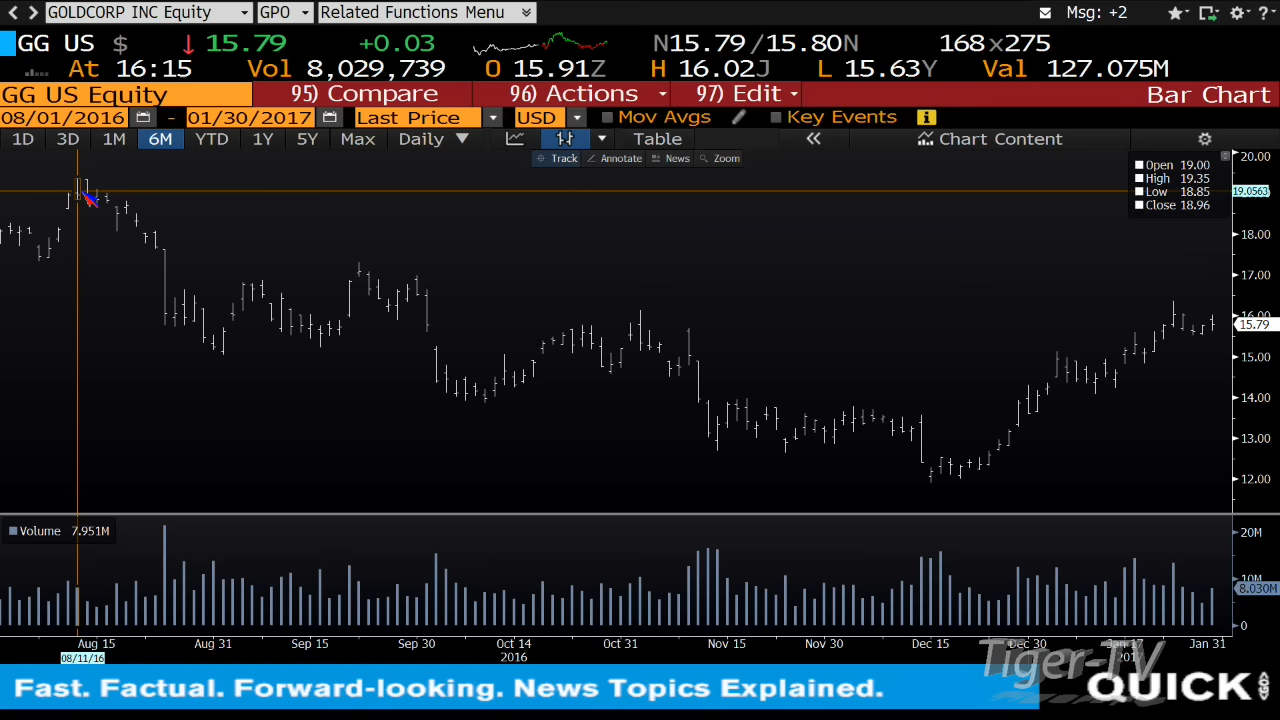 GOLDCORP INC Equity GPO Related Functions Menu Msg: +2
GG US $ 15.79 +0.03 N15.79/15.80N 168x275
At 16:15 Vol 8,029,739 O 15.91Z H 16.02J L 15.63Y Val 127.075M
GG US Equity 95) Compare 96) Actions 97) Edit Bar Chart
08/01/2016 - 01/30/2017 Last Price USD Mov Avgs Key Events
1D 3D 1M 6M YTD 1Y 5Y Max Daily Table Chart Content
Track Annotate News Zoom
Open 19.00
High 19.35
Low 18.85
Close 18.96
20.00
19.0563
18.00
17.00
16.00
15.79
15.00
14.00
13.00
12.00
Volume 7.951M
20M
10M
8.030M
0
Aug 15 Aug 31 Sep 15 Sep 30 Oct 14 Oct 31 Nov 15 Nov 30 Dec 15 Dec 30 Jan 17 Jan 31
08/11/16 2016
Tiger-TV
Fast. Factual. Forward-looking. News Topics Explained. QUICK